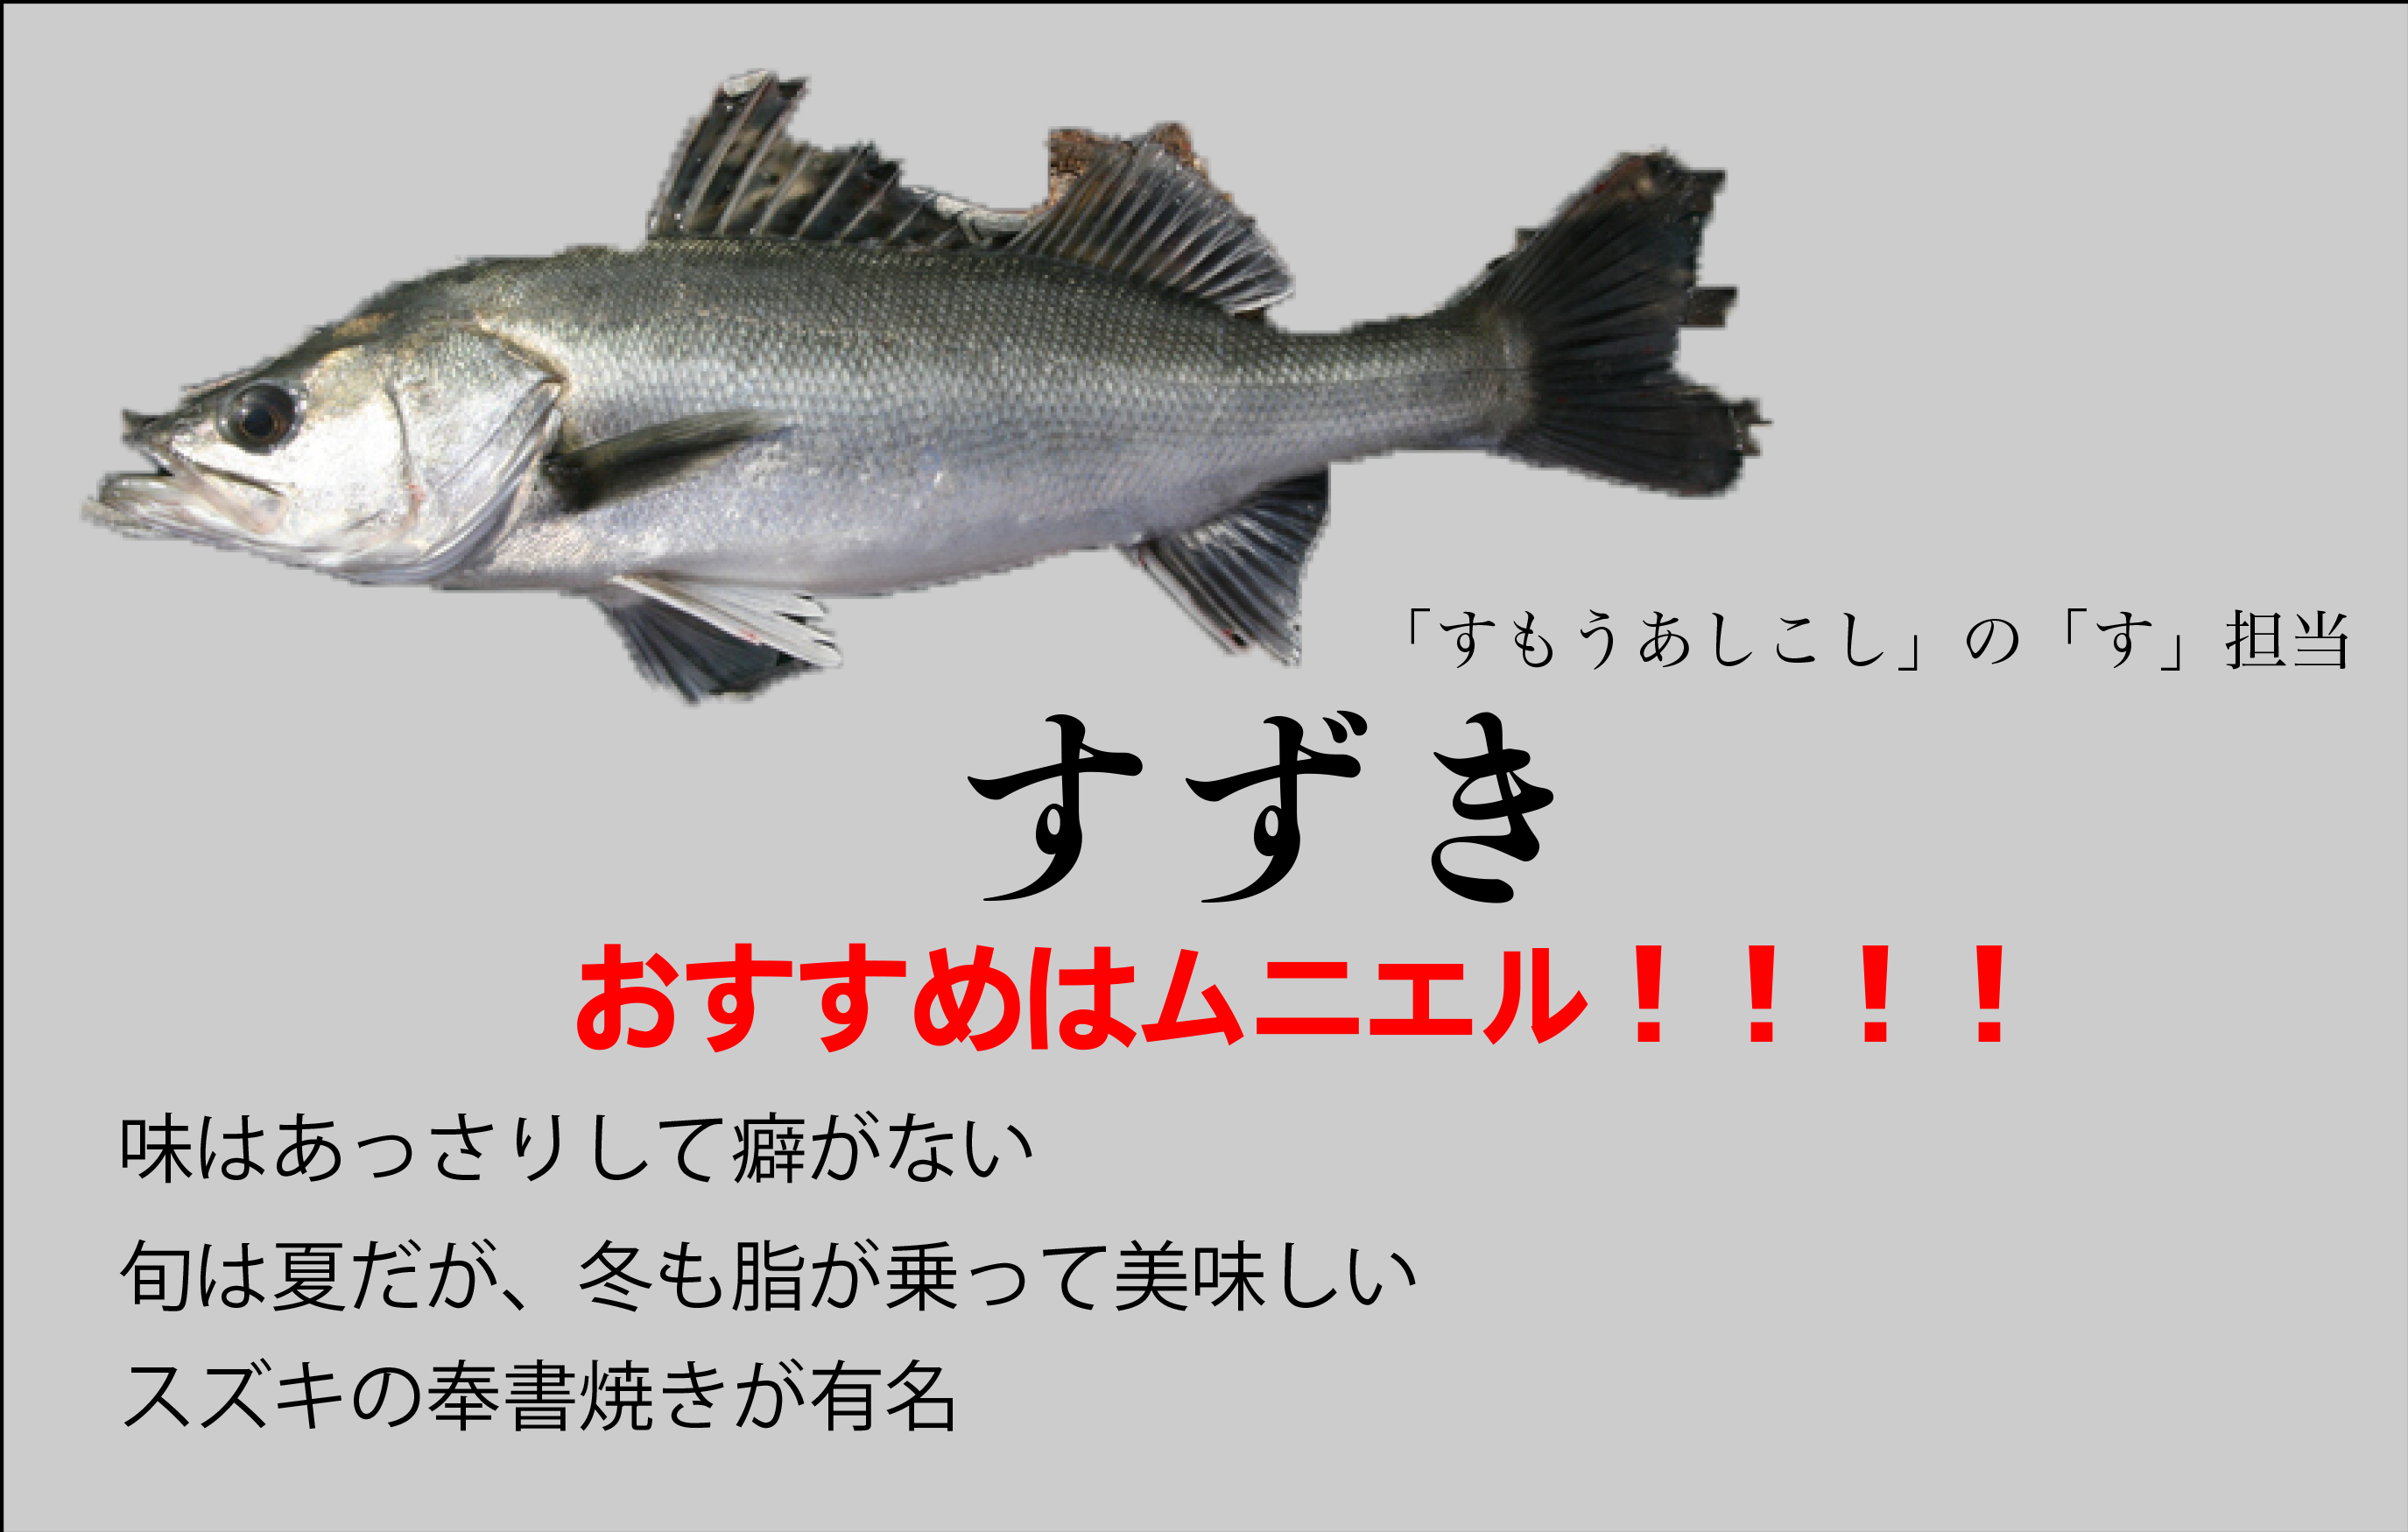 「すもうあしこし」の「す」担当
すずき
おすすめはムニエル！！！！
味はあっさりして癖がない
旬は夏だが、冬も脂が乗って美味しい
スズキの奉書焼きが有名